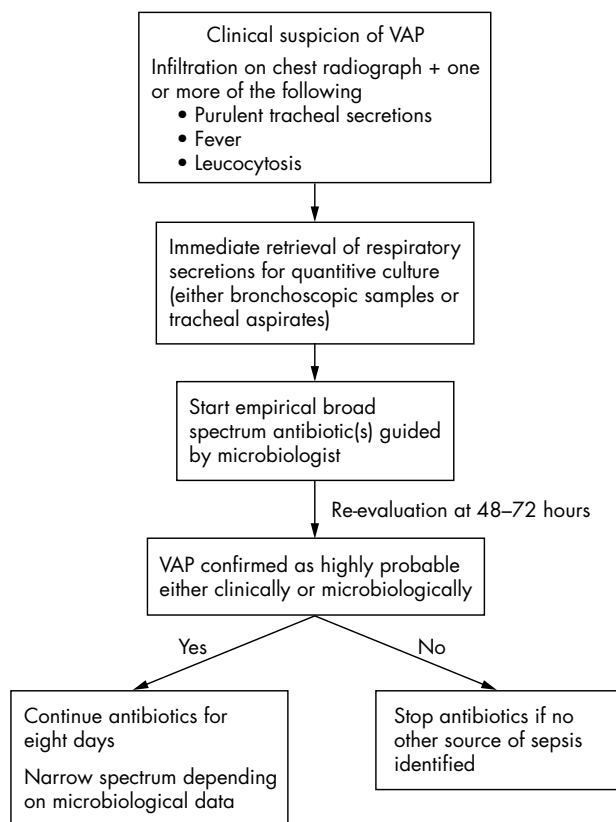 Clinical suspicion of VAP
Infiltration on chest radiograph + one
or more of the following
• Purulent tracheal secretions
• Fever
• Leucocytosis
Immediate retrieval of respiratory
secretions for quantitive culture
(either bronchoscopic samples or
tracheal aspirates)
Start empirical broad
spectrum antibiotic(s) guided
by microbiologist
Re-evaluation at 48–72 hours
VAP confirmed as highly probable
either clinically or microbiologically
Yes
No
Continue antibiotics for
eight days
Narrow spectrum depending
on microbiological data
Stop antibiotics if no
other source of sepsis
identified